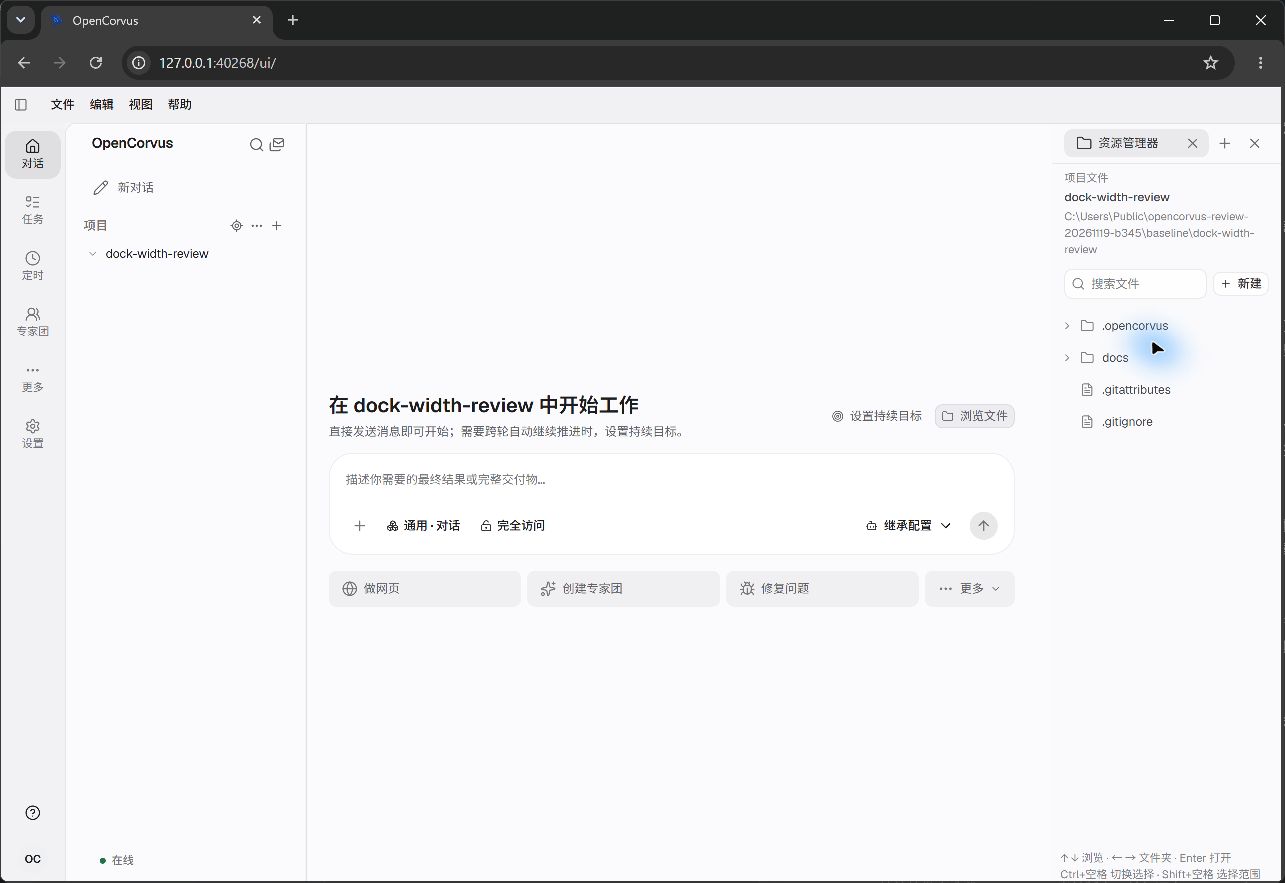 OpenCorvus
127.0.0.1:40268/ui/
文件 编辑 视图 帮助
对话
任务
定时
专家团
更多
设置
OC
OpenCorvus
新对话
项目
dock-width-review
在线
在 dock-width-review 中开始工作
直接发送消息即可开始；需要跨轮自动继续推进时，设置持续目标。
设置持续目标 浏览文件
描述你需要的最终结果或完整交付物...
通用 · 对话 完全访问 继承配置
做网页 创建专家团 修复问题 更多
资源管理器
项目文件
dock-width-review
C:\Users\Public\opencorvus-review-
20261119-b345\baseline\dock-width-
review
搜索文件 新建
.opencorvus
docs
.gitattributes
.gitignore
↑↓ 浏览 · ←→ 文件夹 · Enter 打开
Ctrl+空格 切换选择 · Shift+空格 选择范围